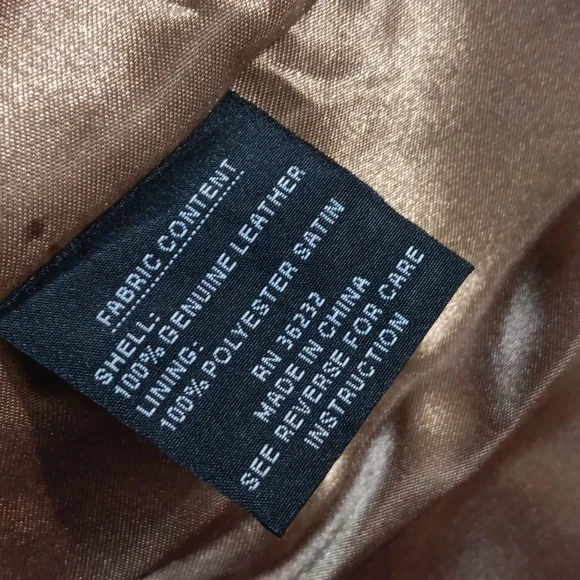 FABRIC CONTENT
SHELL:
100% GENUINE LEATHER
LINING:
100% POLYESTER SATIN
RN 36232
MADE IN CHINA
SEE REVERSE FOR CARE
INSTRUCTION